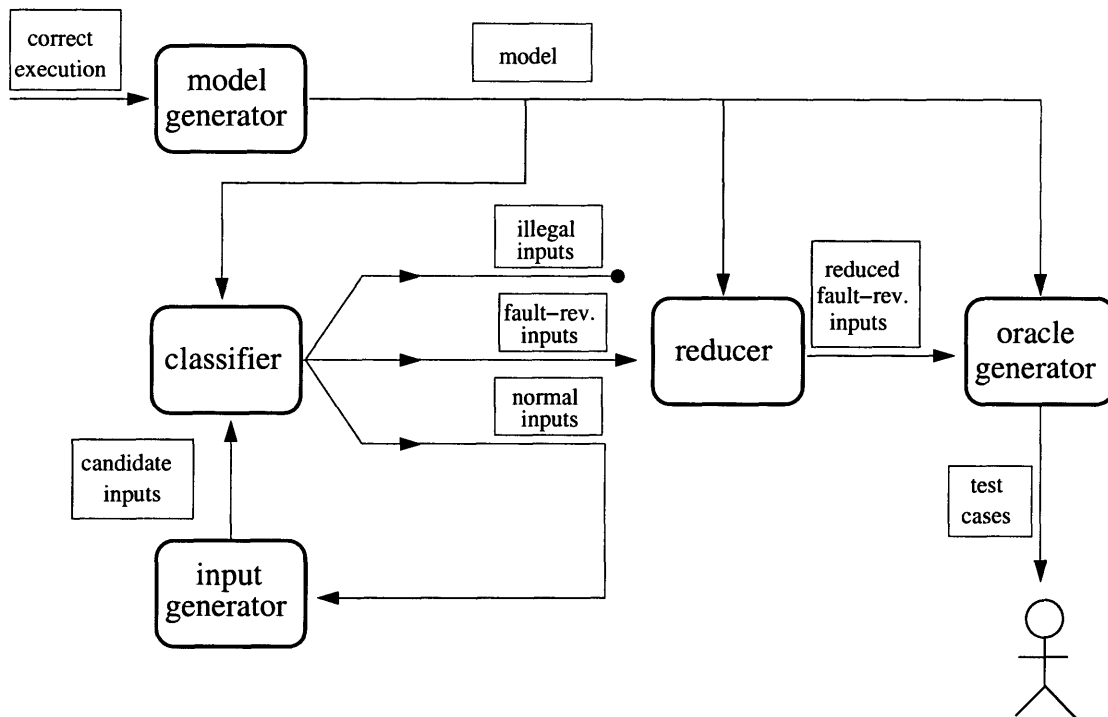 correct
execution
model
generator
model
illegal
inputs
fault-rev.
inputs
normal
inputs
classifier
reducer
reduced
fault-rev.
inputs
oracle
generator
candidate
inputs
input
generator
test
cases